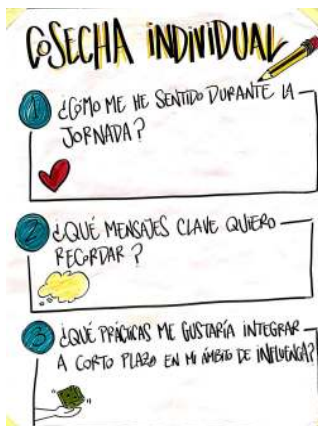 COSECHA INDIVIDUAL
1 ¿CÓMO ME HE SENTIDO DURANTE LA
JORNADA?
2 ¿QUÉ MENSAJES CLAVE QUIERO
RECORDAR?
3 ¿QUÉ PRÁCTICAS ME GUSTARÍA INTEGRAR
A CORTO PLAZO EN MI ÁMBITO DE INFLUENCIA?